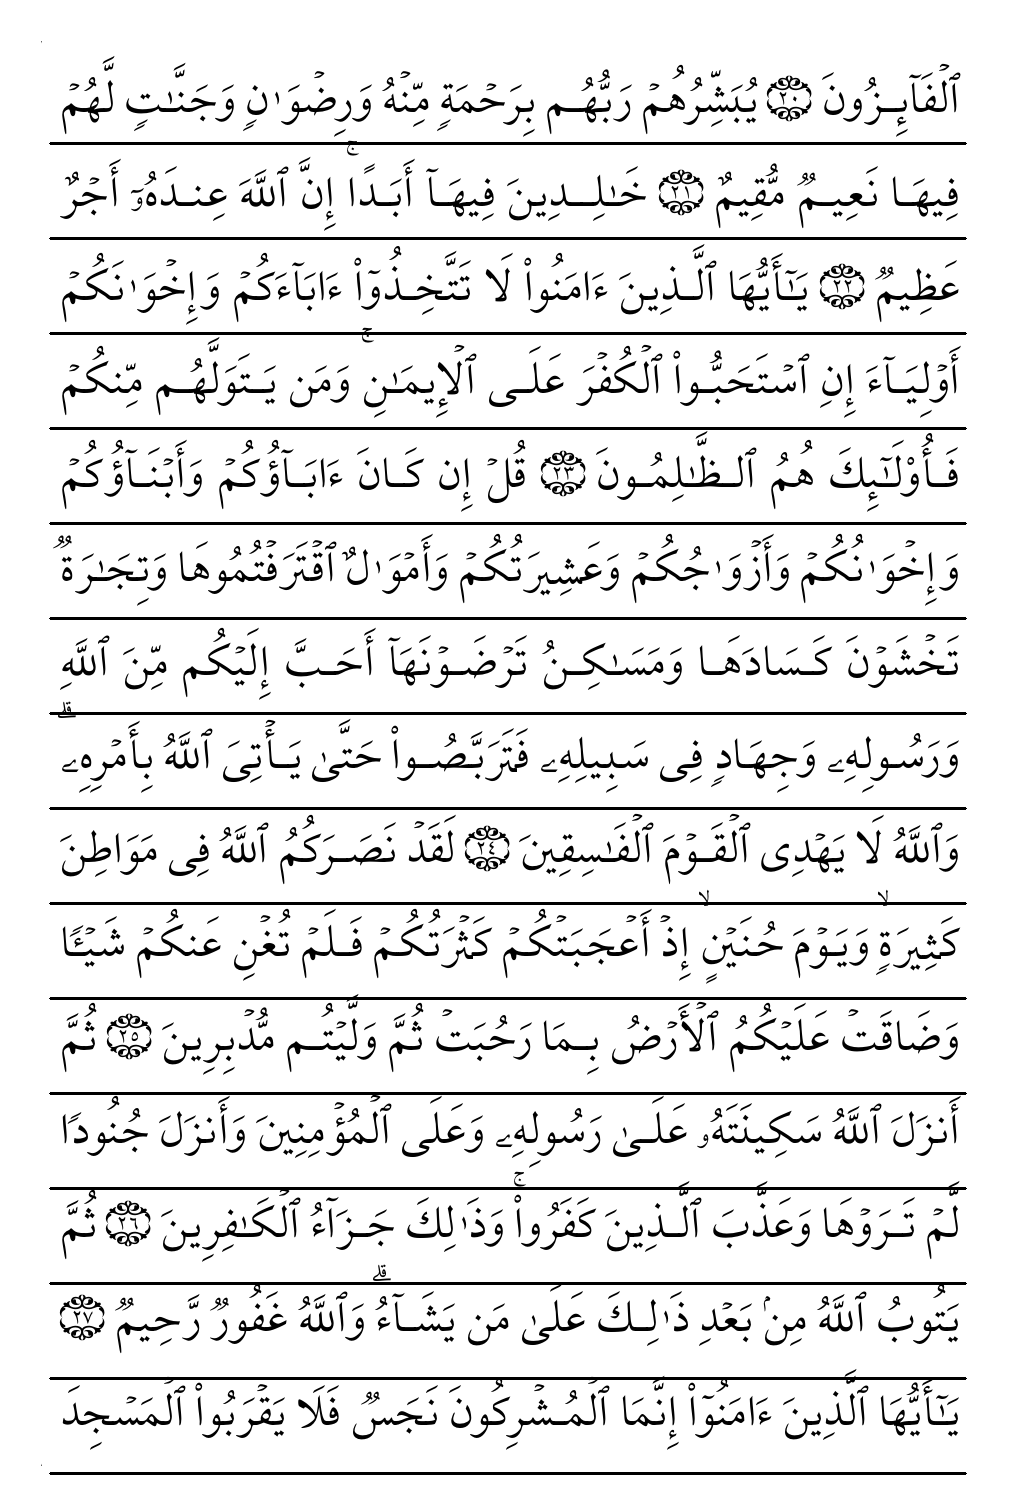 ٱلۡفَآئِزُونَ ٢٠ يُبَشِّرُهُمۡ رَبُّهُم بِرَحۡمَةٖ مِّنۡهُ وَرِضۡوَٰنٖ وَجَنَّٰتٖ لَّهُمۡ
فِيهَا نَعِيمٞ مُّقِيمٌ ٢١ خَٰلِدِينَ فِيهَآ أَبَدًاۚ إِنَّ ٱللَّهَ عِندَهُۥٓ أَجۡرٌ
عَظِيمٞ ٢٢ يَٰٓأَيُّهَا ٱلَّذِينَ ءَامَنُواْ لَا تَتَّخِذُوٓاْ ءَابَآءَكُمۡ وَإِخۡوَٰنَكُمۡ
أَوۡلِيَآءَ إِنِ ٱسۡتَحَبُّواْ ٱلۡكُفۡرَ عَلَى ٱلۡإِيمَٰنِۚ وَمَن يَتَوَلَّهُم مِّنكُمۡ
فَأُوْلَٰٓئِكَ هُمُ ٱلظَّٰلِمُونَ ٢٣ قُلۡ إِن كَانَ ءَابَآؤُكُمۡ وَأَبۡنَآؤُكُمۡ
وَإِخۡوَٰنُكُمۡ وَأَزۡوَٰجُكُمۡ وَعَشِيرَتُكُمۡ وَأَمۡوَٰلٌ ٱقۡتَرَفۡتُمُوهَا وَتِجَٰرَةٞ
تَخۡشَوۡنَ كَسَادَهَا وَمَسَٰكِنُ تَرۡضَوۡنَهَآ أَحَبَّ إِلَيۡكُم مِّنَ ٱللَّهِ
وَرَسُولِهِۦ وَجِهَادٖ فِي سَبِيلِهِۦ فَتَرَبَّصُواْ حَتَّىٰ يَأۡتِيَ ٱللَّهُ بِأَمۡرِهِۦۗ
وَٱللَّهُ لَا يَهۡدِي ٱلۡقَوۡمَ ٱلۡفَٰسِقِينَ ٢٤ لَقَدۡ نَصَرَكُمُ ٱللَّهُ فِي مَوَاطِنَ
كَثِيرَةٖۙ وَيَوۡمَ حُنَيۡنٍۙ إِذۡ أَعۡجَبَتۡكُمۡ كَثۡرَتُكُمۡ فَلَمۡ تُغۡنِ عَنكُمۡ شَيۡـٔٗا
وَضَاقَتۡ عَلَيۡكُمُ ٱلۡأَرۡضُ بِمَا رَحُبَتۡ ثُمَّ وَلَّيۡتُم مُّدۡبِرِينَ ٢٥ ثُمَّ
أَنزَلَ ٱللَّهُ سَكِينَتَهُۥ عَلَىٰ رَسُولِهِۦ وَعَلَى ٱلۡمُؤۡمِنِينَ وَأَنزَلَ جُنُودٗا
لَّمۡ تَرَوۡهَا وَعَذَّبَ ٱلَّذِينَ كَفَرُواْۚ وَذَٰلِكَ جَزَآءُ ٱلۡكَٰفِرِينَ ٢٦ ثُمَّ
يَتُوبُ ٱللَّهُ مِنۢ بَعۡدِ ذَٰلِكَ عَلَىٰ مَن يَشَآءُۗ وَٱللَّهُ غَفُورٞ رَّحِيمٞ ٢٧
يَٰٓأَيُّهَا ٱلَّذِينَ ءَامَنُوٓاْ إِنَّمَا ٱلۡمُشۡرِكُونَ نَجَسٞ فَلَا يَقۡرَبُواْ ٱلۡمَسۡجِدَ